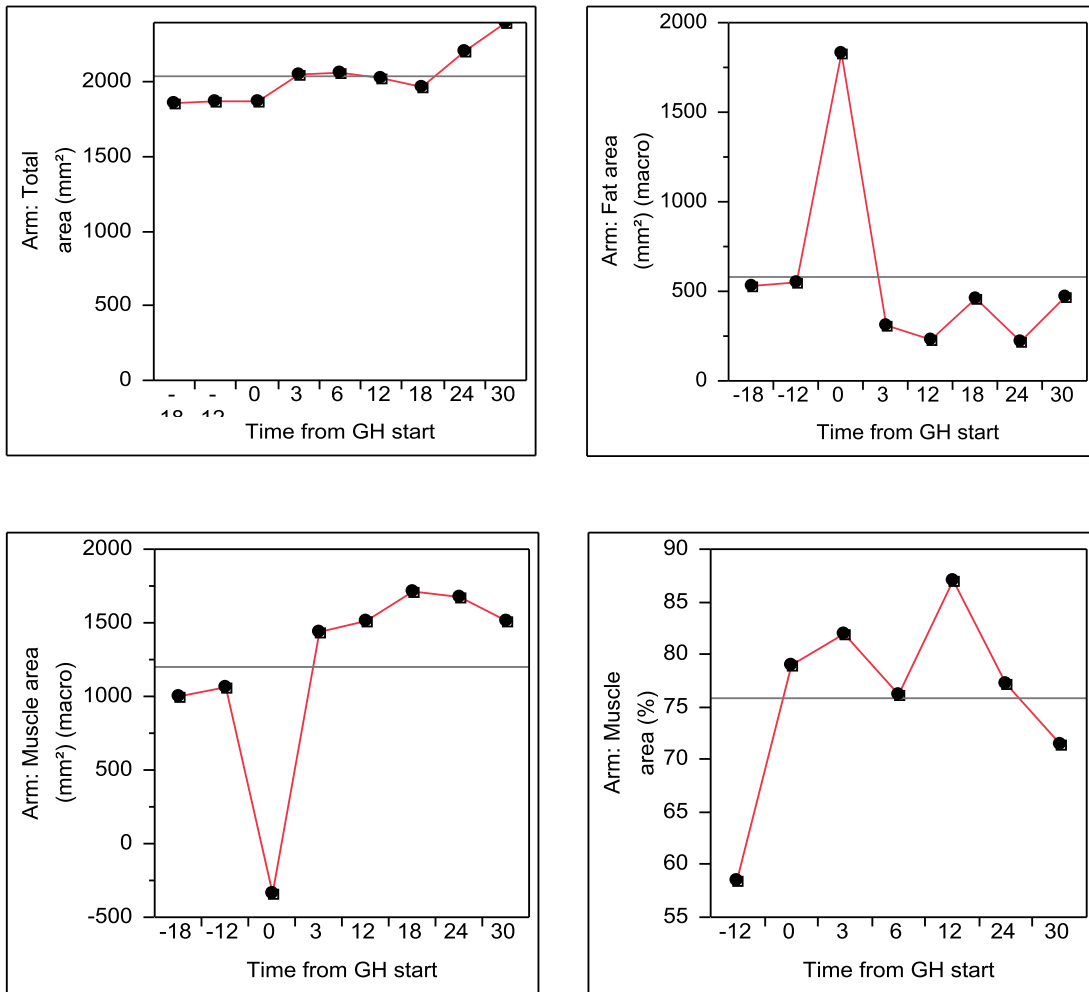 Arm: Total
area (mm²)
2000
1500
1000
500
0
- - 0 3 6 12 18 24 30
Time from GH start
Arm: Fat area
(mm²) (macro)
2000
1500
1000
500
0
-18 -12 0 3 12 18 24 30
Time from GH start
Arm: Muscle area
(mm²) (macro)
2000
1500
1000
500
0
-500
-18 -12 0 3 12 18 24 30
Time from GH start
Arm: Muscle
area (%)
90
85
80
75
70
65
60
55
-12 0 3 6 12 24 30
Time from GH start